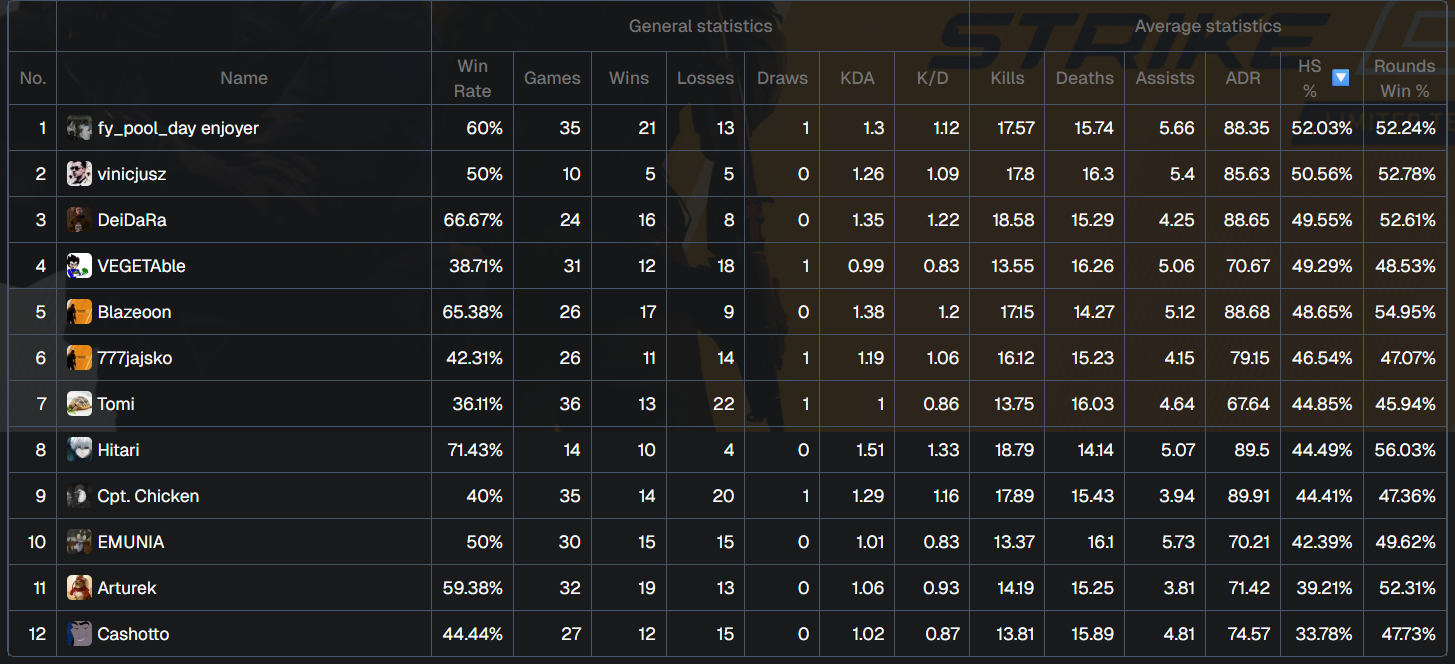 General statistics Average statistics
No. Name Win Rate Games Wins Losses Draws KDA K/D Kills Deaths Assists ADR HS % Rounds Win %
1 fy_pool_day enjoyer 60% 35 21 13 1 1.3 1.12 17.57 15.74 5.66 88.35 52.03% 52.24%
2 vinicjusz 50% 10 5 5 0 1.26 1.09 17.8 16.3 5.4 85.63 50.56% 52.78%
3 DeiDaRa 66.67% 24 16 8 0 1.35 1.22 18.58 15.29 4.25 88.65 49.55% 52.61%
4 VEGETAble 38.71% 31 12 18 1 0.99 0.83 13.55 16.26 5.06 70.67 49.29% 48.53%
5 Blazeoon 65.38% 26 17 9 0 1.38 1.2 17.15 14.27 5.12 88.68 48.65% 54.95%
6 777jajsko 42.31% 26 11 14 1 1.19 1.06 16.12 15.23 4.15 79.15 46.54% 47.07%
7 Tomi 36.11% 36 13 22 1 1 0.86 13.75 16.03 4.64 67.64 44.85% 45.94%
8 Hitari 71.43% 14 10 4 0 1.51 1.33 18.79 14.14 5.07 89.5 44.49% 56.03%
9 Cpt. Chicken 40% 35 14 20 1 1.29 1.16 17.89 15.43 3.94 89.91 44.41% 47.36%
10 EMUNIA 50% 30 15 15 0 1.01 0.83 13.37 16.1 5.73 70.21 42.39% 49.62%
11 Arturek 59.38% 32 19 13 0 1.06 0.93 14.19 15.25 3.81 71.42 39.21% 52.31%
12 Cashotto 44.44% 27 12 15 0 1.02 0.87 13.81 15.89 4.81 74.57 33.78% 47.73%
STRIKE